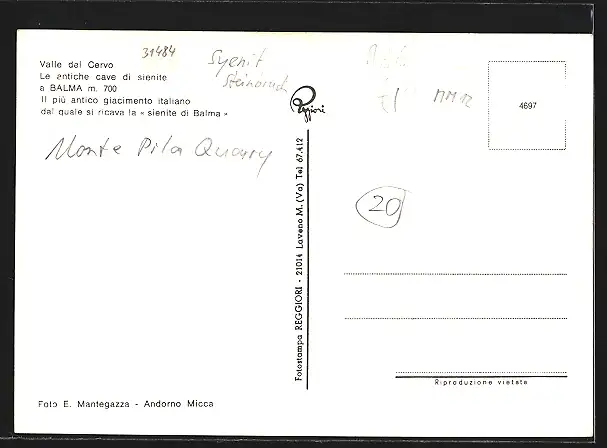 Valle del Cervo
Le antiche cave di sienite
a BALMA m. 700
Il più antico giacimento italiano
dal quale si ricava la « sienite di Balma »
31484
Syenit
Steinbruch
Monte Pila Quarry
Reggiori
4697
20
Fotostampa REGGIORI - 21014 Laveno M. (Va) Tel 67.412
Riproduzione vietata
Foto E. Mantegazza - Andorno Micca